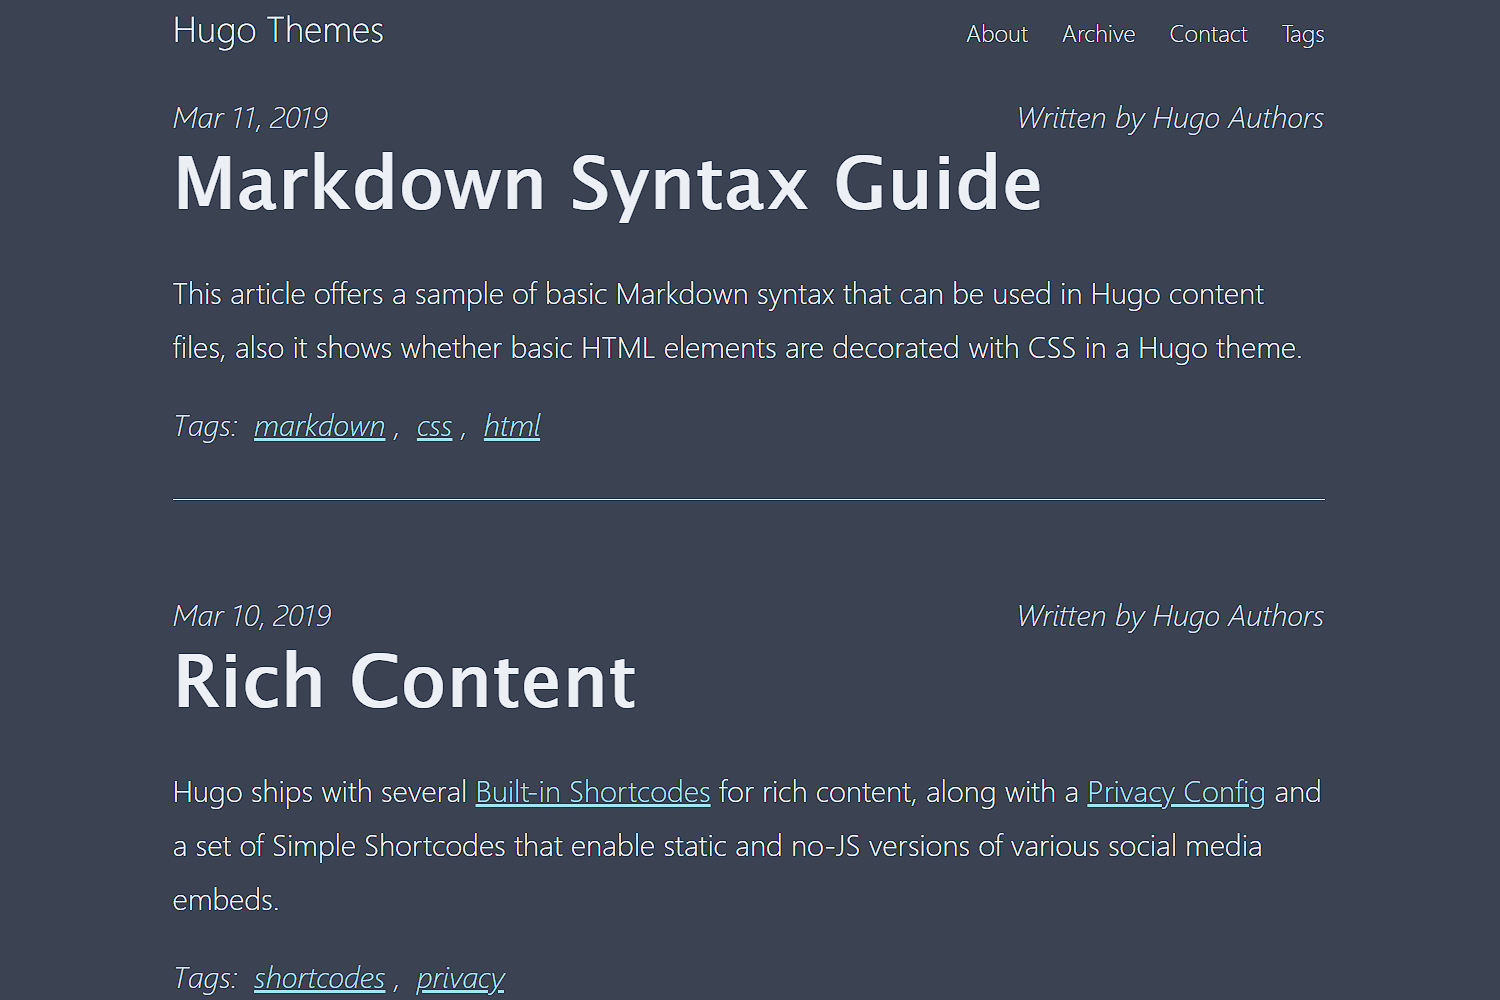 Hugo Themes
About Archive Contact Tags
Mar 11, 2019
Written by Hugo Authors
Markdown Syntax Guide
This article offers a sample of basic Markdown syntax that can be used in Hugo content
files, also it shows whether basic HTML elements are decorated with CSS in a Hugo theme.
Tags: markdown , css , html
Mar 10, 2019
Written by Hugo Authors
Rich Content
Hugo ships with several Built-in Shortcodes for rich content, along with a Privacy Config and
a set of Simple Shortcodes that enable static and no-JS versions of various social media
embeds.
Tags: shortcodes , privacy